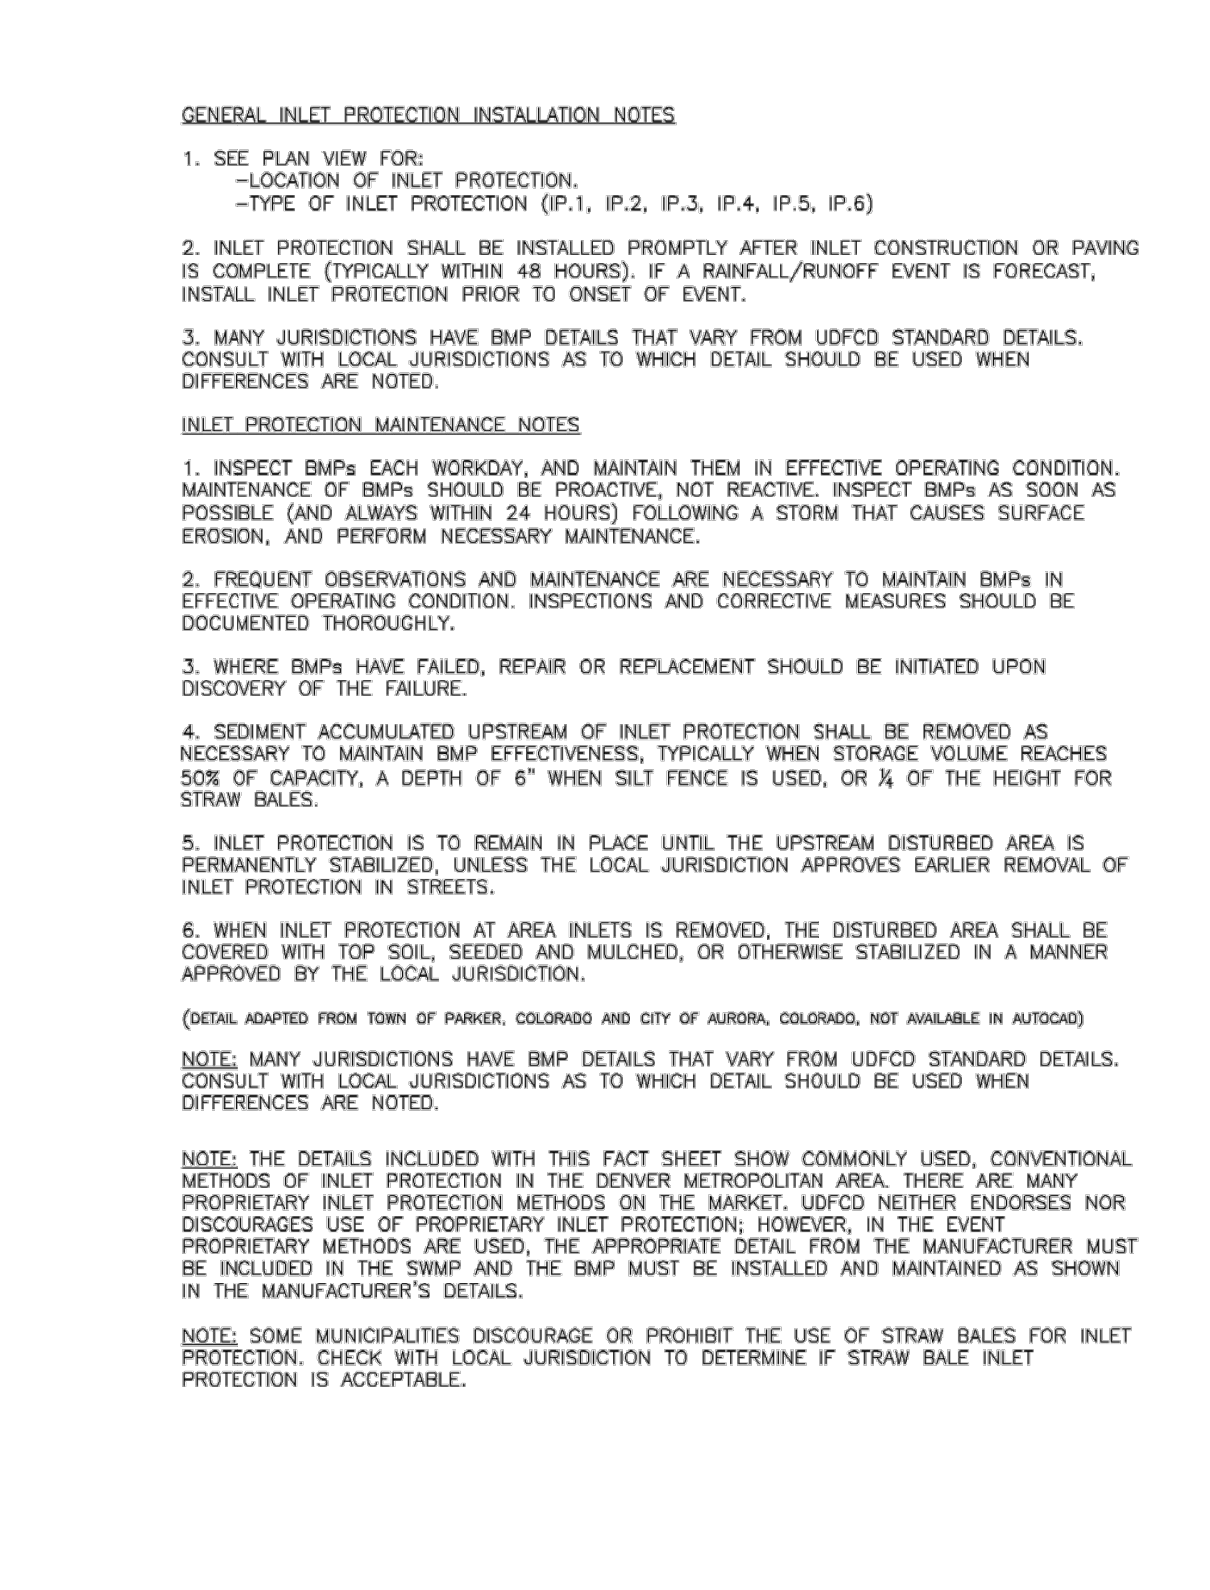 GENERAL INLET PROTECTION INSTALLATION NOTES
1. SEE PLAN VIEW FOR:
–LOCATION OF INLET PROTECTION.
–TYPE OF INLET PROTECTION (IP.1, IP.2, IP.3, IP.4, IP.5, IP.6)
2. INLET PROTECTION SHALL BE INSTALLED PROMPTLY AFTER INLET CONSTRUCTION OR PAVING
IS COMPLETE (TYPICALLY WITHIN 48 HOURS). IF A RAINFALL/RUNOFF EVENT IS FORECAST,
INSTALL INLET PROTECTION PRIOR TO ONSET OF EVENT.
3. MANY JURISDICTIONS HAVE BMP DETAILS THAT VARY FROM UDFCD STANDARD DETAILS.
CONSULT WITH LOCAL JURISDICTIONS AS TO WHICH DETAIL SHOULD BE USED WHEN
DIFFERENCES ARE NOTED.
INLET PROTECTION MAINTENANCE NOTES
1. INSPECT BMPs EACH WORKDAY, AND MAINTAIN THEM IN EFFECTIVE OPERATING CONDITION.
MAINTENANCE OF BMPs SHOULD BE PROACTIVE, NOT REACTIVE. INSPECT BMPs AS SOON AS
POSSIBLE (AND ALWAYS WITHIN 24 HOURS) FOLLOWING A STORM THAT CAUSES SURFACE
EROSION, AND PERFORM NECESSARY MAINTENANCE.
2. FREQUENT OBSERVATIONS AND MAINTENANCE ARE NECESSARY TO MAINTAIN BMPs IN
EFFECTIVE OPERATING CONDITION. INSPECTIONS AND CORRECTIVE MEASURES SHOULD BE
DOCUMENTED THOROUGHLY.
3. WHERE BMPs HAVE FAILED, REPAIR OR REPLACEMENT SHOULD BE INITIATED UPON
DISCOVERY OF THE FAILURE.
4. SEDIMENT ACCUMULATED UPSTREAM OF INLET PROTECTION SHALL BE REMOVED AS
NECESSARY TO MAINTAIN BMP EFFECTIVENESS, TYPICALLY WHEN STORAGE VOLUME REACHES
50% OF CAPACITY, A DEPTH OF 6" WHEN SILT FENCE IS USED, OR ¼ OF THE HEIGHT FOR
STRAW BALES.
5. INLET PROTECTION IS TO REMAIN IN PLACE UNTIL THE UPSTREAM DISTURBED AREA IS
PERMANENTLY STABILIZED, UNLESS THE LOCAL JURISDICTION APPROVES EARLIER REMOVAL OF
INLET PROTECTION IN STREETS.
6. WHEN INLET PROTECTION AT AREA INLETS IS REMOVED, THE DISTURBED AREA SHALL BE
COVERED WITH TOP SOIL, SEEDED AND MULCHED, OR OTHERWISE STABILIZED IN A MANNER
APPROVED BY THE LOCAL JURISDICTION.
(DETAIL ADAPTED FROM TOWN OF PARKER, COLORADO AND CITY OF AURORA, COLORADO, NOT AVAILABLE IN AUTOCAD)
NOTE: MANY JURISDICTIONS HAVE BMP DETAILS THAT VARY FROM UDFCD STANDARD DETAILS.
CONSULT WITH LOCAL JURISDICTIONS AS TO WHICH DETAIL SHOULD BE USED WHEN
DIFFERENCES ARE NOTED.
NOTE: THE DETAILS INCLUDED WITH THIS FACT SHEET SHOW COMMONLY USED, CONVENTIONAL
METHODS OF INLET PROTECTION IN THE DENVER METROPOLITAN AREA. THERE ARE MANY
PROPRIETARY INLET PROTECTION METHODS ON THE MARKET. UDFCD NEITHER ENDORSES NOR
DISCOURAGES USE OF PROPRIETARY INLET PROTECTION; HOWEVER, IN THE EVENT
PROPRIETARY METHODS ARE USED, THE APPROPRIATE DETAIL FROM THE MANUFACTURER MUST
BE INCLUDED IN THE SWMP AND THE BMP MUST BE INSTALLED AND MAINTAINED AS SHOWN
IN THE MANUFACTURER'S DETAILS.
NOTE: SOME MUNICIPALITIES DISCOURAGE OR PROHIBIT THE USE OF STRAW BALES FOR INLET
PROTECTION. CHECK WITH LOCAL JURISDICTION TO DETERMINE IF STRAW BALE INLET
PROTECTION IS ACCEPTABLE.